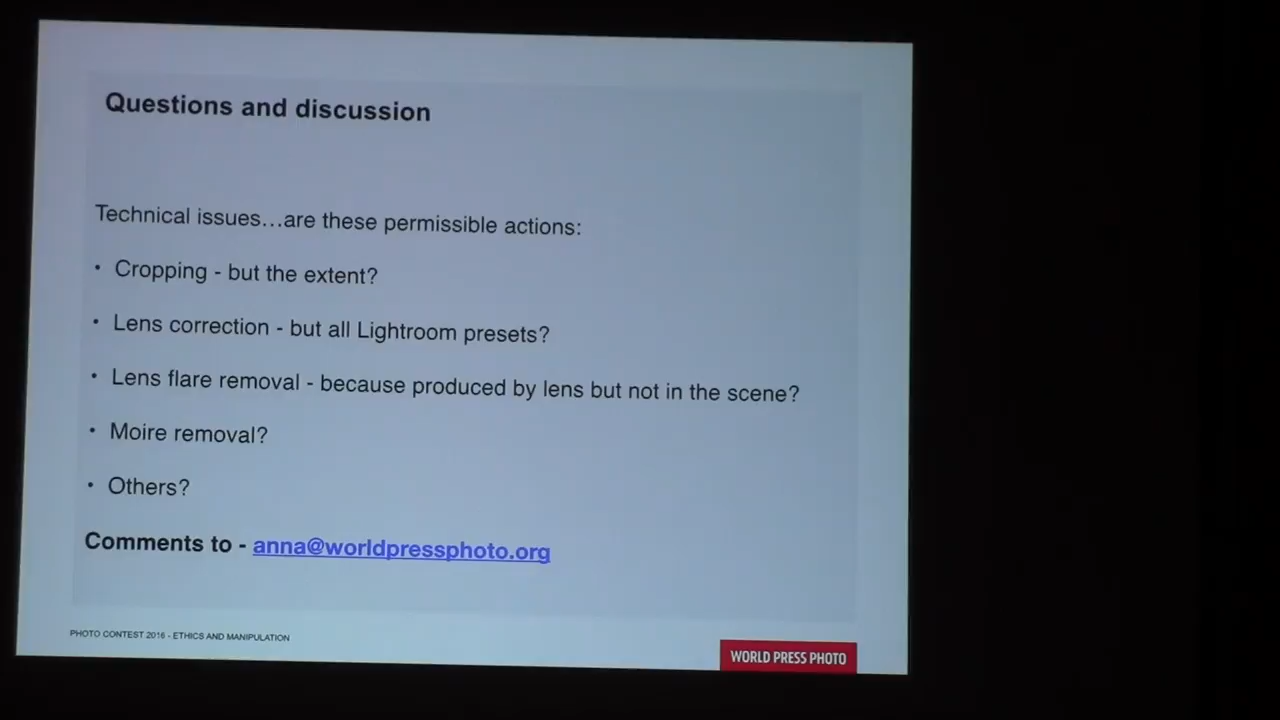 Questions and discussion
Technical issues...are these permissible actions:
• Cropping - but the extent?
• Lens correction - but all Lightroom presets?
• Lens flare removal - because produced by lens but not in the scene?
• Moire removal?
• Others?
Comments to - anna@worldpressphoto.org
PHOTO CONTEST 2016 - ETHICS AND MANIPULATION
WORLD PRESS PHOTO